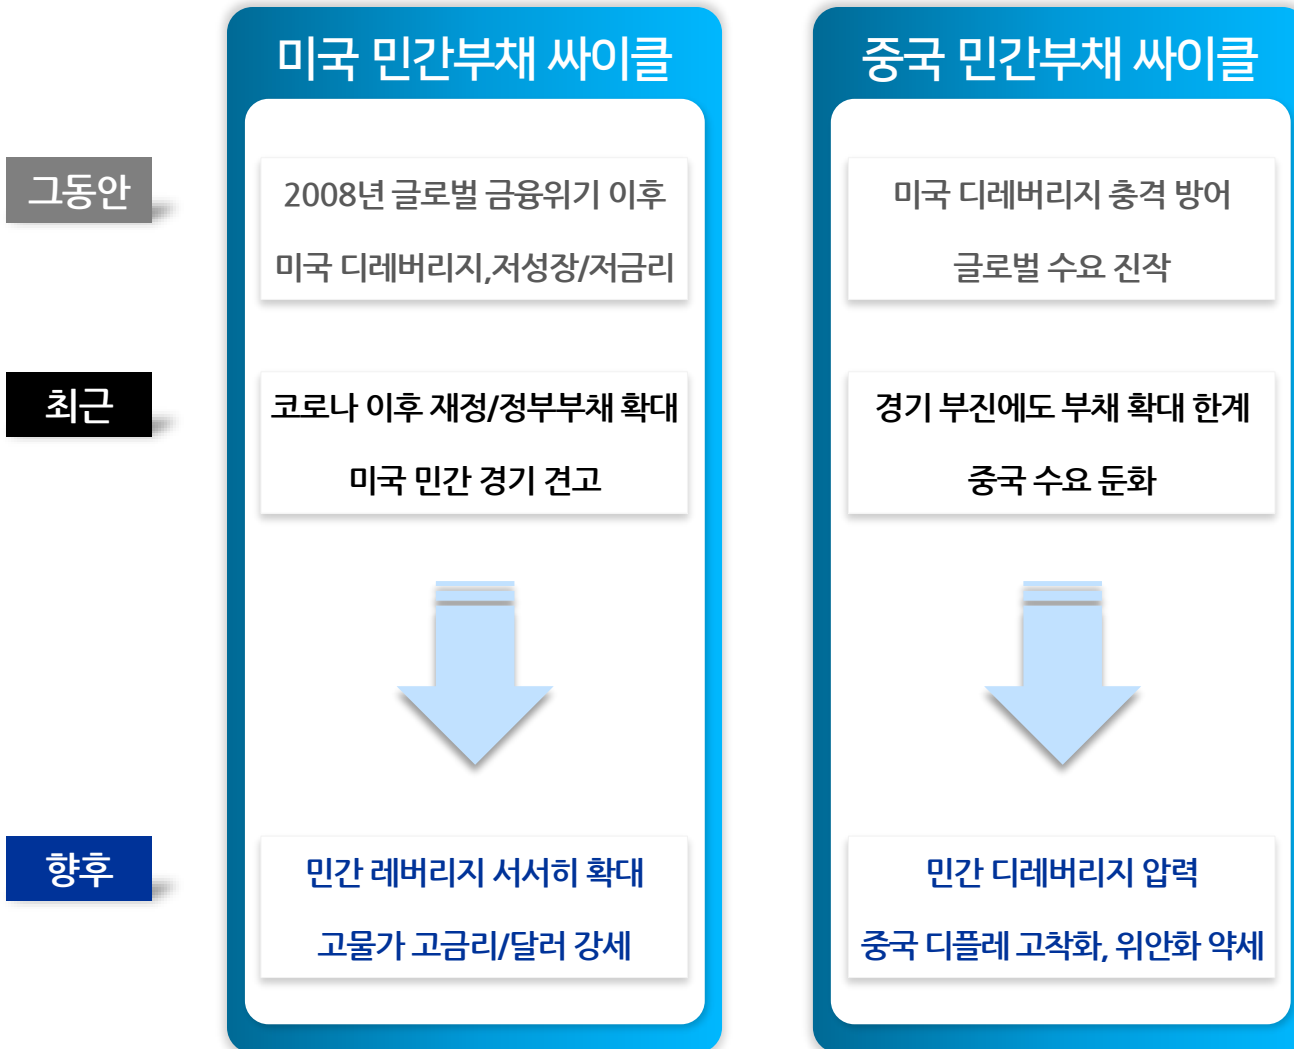 미국 민간부채 싸이클
중국 민간부채 싸이클
그동안
2008년 글로벌 금융위기 이후
미국 디레버리지,저성장/저금리
미국 디레버리지 충격 방어
글로벌 수요 진작
최근
코로나 이후 재정/정부부채 확대
미국 민간 경기 견고
경기 부진에도 부채 확대 한계
중국 수요 둔화
향후
민간 레버리지 서서히 확대
고물가 고금리/달러 강세
민간 디레버리지 압력
중국 디플레 고착화, 위안화 약세